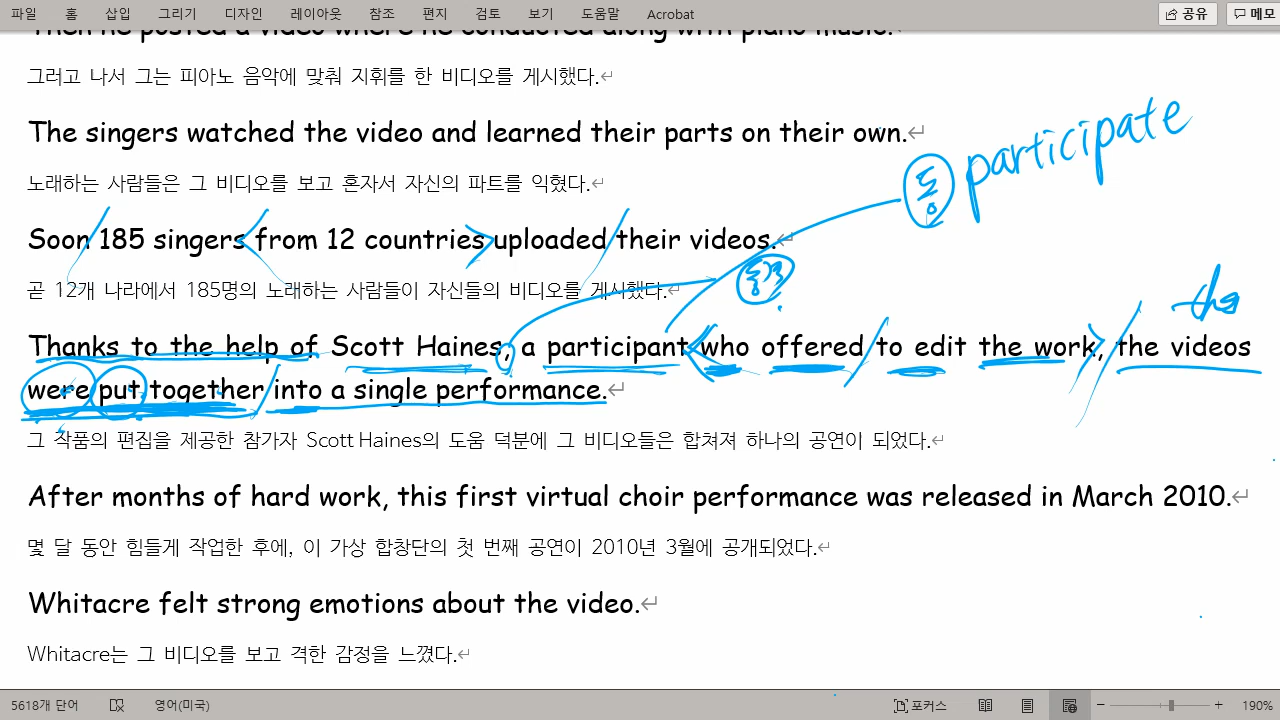 파일 홈 삽입 그리기 디자인 레이아웃 참조 편지 검토 보기 도움말 Acrobat 공유 메모
Then he posted a video where he conducted along with piano music.
그러고 나서 그는 피아노 음악에 맞춰 지휘를 한 비디오를 게시했다.
The singers watched the video and learned their parts on their own.
동 participate
노래하는 사람들은 그 비디오를 보고 혼자서 자신의 파트를 익혔다.
Soon 185 singers from 12 countries uploaded their videos.
동격
곧 12개 나라에서 185명의 노래하는 사람들이 자신들의 비디오를 게시했다.
Thanks to the help of Scott Haines, a participant who offered to edit the work, the videos
were put together into a single performance.
그 작품의 편집을 제공한 참가자 Scott Haines의 도움 덕분에 그 비디오들은 합쳐져 하나의 공연이 되었다.
After months of hard work, this first virtual choir performance was released in March 2010.
몇 달 동안 힘들게 작업한 후에, 이 가상 합창단의 첫 번째 공연이 2010년 3월에 공개되었다.
Whitacre felt strong emotions about the video.
Whitacre는 그 비디오를 보고 격한 감정을 느꼈다.
5618개 단어 영어(미국) 포커스 190%